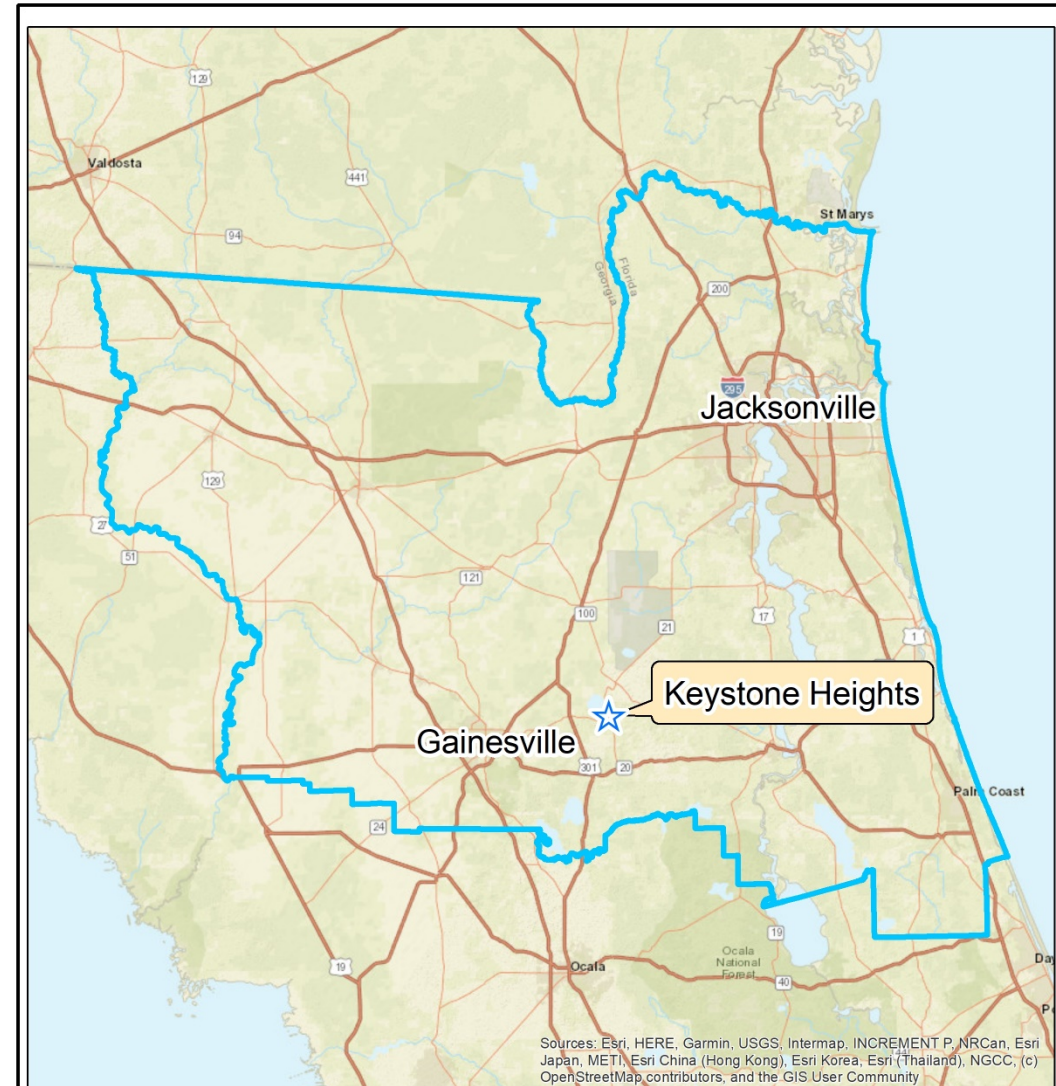 129
Valdosta
441
St Marys
94
Florida
Georgia
200
295
Jacksonville
129
27
51
121
100
21
17
1
Keystone Heights
Gainesville
301
20
Palm Coast
24
19
Ocala
National
Forest
Ocala
19
40
Sources: Esri, HERE, Garmin, USGS, Intermap, INCREMENT P, NRCan, Esri
Japan, METI, Esri China (Hong Kong), Esri Korea, Esri (Thailand), NGCC, (c)
OpenStreetMap contributors, and the GIS User Community